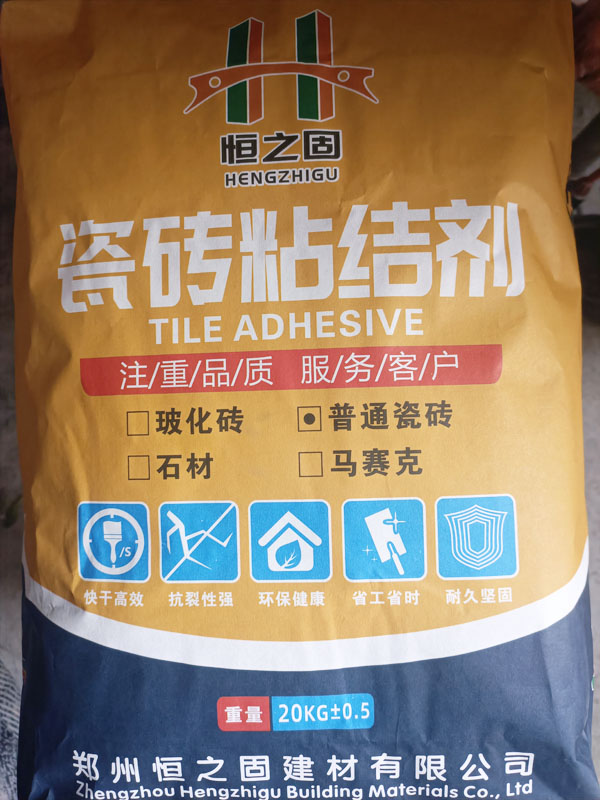 恒之固
HENGZHIGU
瓷砖粘结剂
TILE ADHESIVE
注/重/品/质 服/务/客/户
玻化砖 普通瓷砖
石材 马赛克
/S
快干高效 抗裂性强 环保健康 省工省时 耐久坚固
重量 20KG±0.5
郑州恒之固建材有限公司
Zhengzhou Hengzhigu Building Materials Co., Ltd